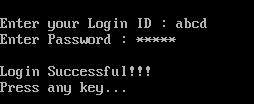 Enter your Login ID : abcd
Enter Password : *****
Login Successful!!!
Press any key...